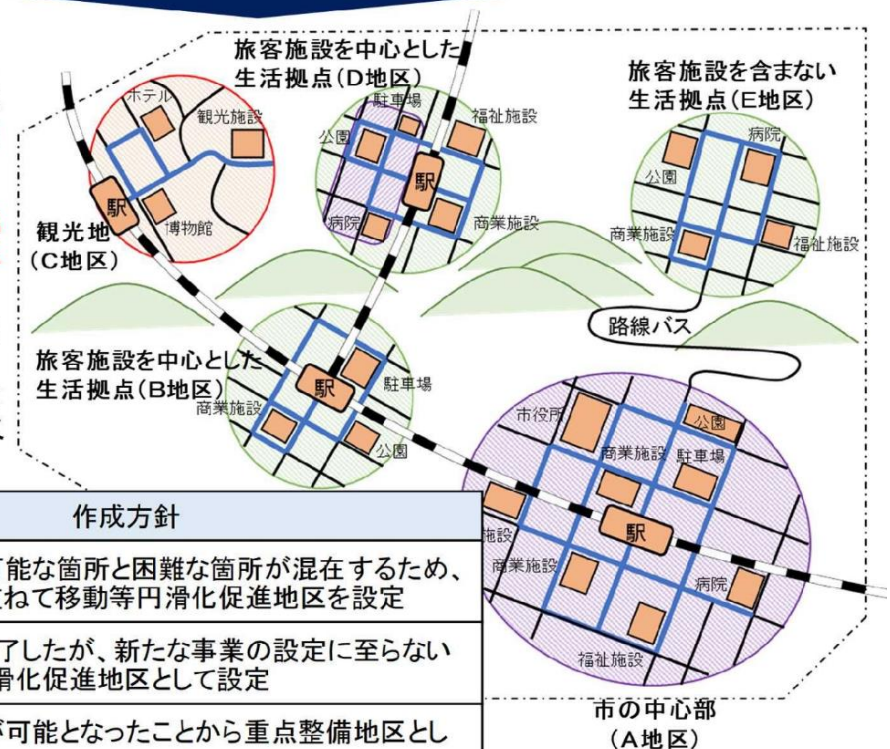 旅客施設を中心とした
生活拠点(D地区)
旅客施設を含まない
生活拠点(E地区)
ホテル
観光施設
駅
博物館
観光地
(C地区)
駐車場
福祉施設
公園
駅
病院
商業施設
病院
公園
商業施設
福祉施設
路線バス
旅客施設を中心とした
生活拠点(B地区)
駅
駐車場
商業施設
公園
市役所
公園
商業施設
駐車場
施設
駅
商業施設
病院
福祉施設
市の中心部
(A地区)
作成方針
能な箇所と困難な箇所が混在するため、
ねて移動等円滑化促進地区を設定
了したが、新たな事業の設定に至らない
滑化促進地区として設定
が可能となったことから重点整備地区とし